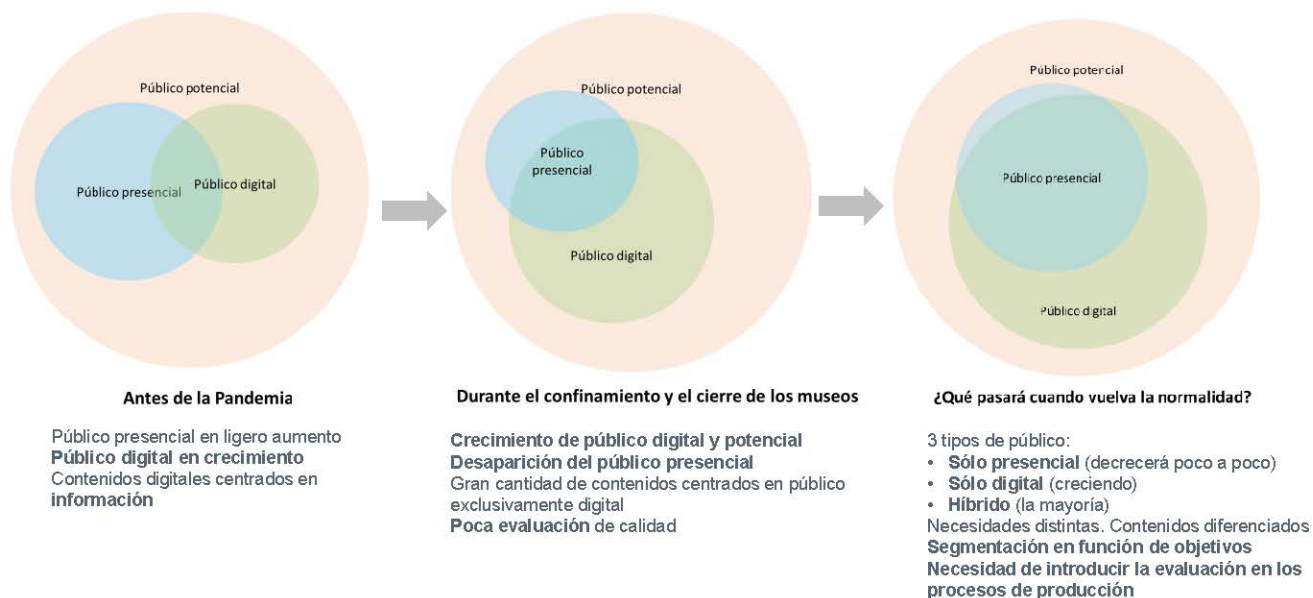 Público potencial
Público presencial
Público digital
Antes de la Pandemia
Público presencial en ligero aumento
Público digital en crecimiento
Contenidos digitales centrados en
información
Público potencial
Público
presencial
Público digital
Durante el confinamiento y el cierre de los museos
Crecimiento de público digital y potencial
Desaparición del público presencial
Gran cantidad de contenidos centrados en público
exclusivamente digital
Poca evaluación de calidad
Público potencial
Público presencial
Público digital
¿Qué pasará cuando vuelva la normalidad?
3 tipos de público:
• Sólo presencial (decrecerá poco a poco)
• Sólo digital (creciendo)
• Híbrido (la mayoría)
Necesidades distintas. Contenidos diferenciados
Segmentación en función de objetivos
Necesidad de introducir la evaluación en los
procesos de producción